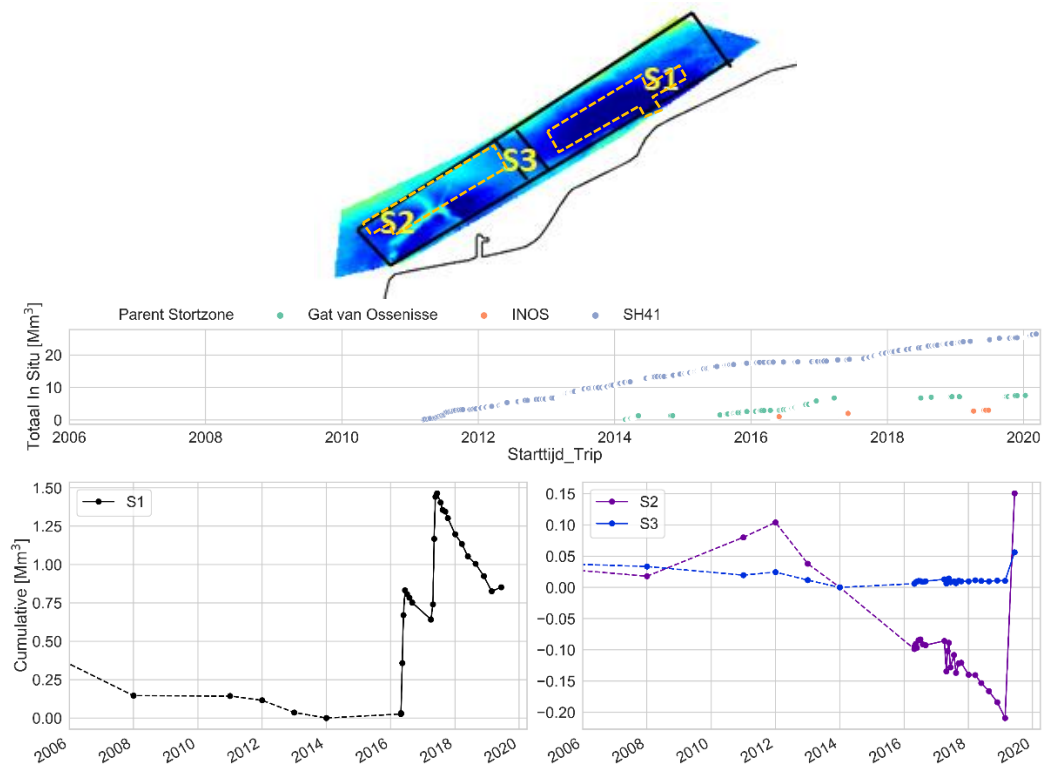 S1
S3
S2
Parent Stortzone Gat van Ossenisse INOS SH41
Totaal In Situ [Mm³]
20
10
0
2006 2008 2010 2012 2014 2016 2018 2020
Starttijd_Trip
Cumulative [Mm³]
1.50
1.25
1.00
0.75
0.50
0.25
0.00
S1
2006 2008 2010 2012 2014 2016 2018 2020
0.15
0.10
0.05
0.00
−0.05
−0.10
−0.15
−0.20
S2
S3
2006 2008 2010 2012 2014 2016 2018 2020